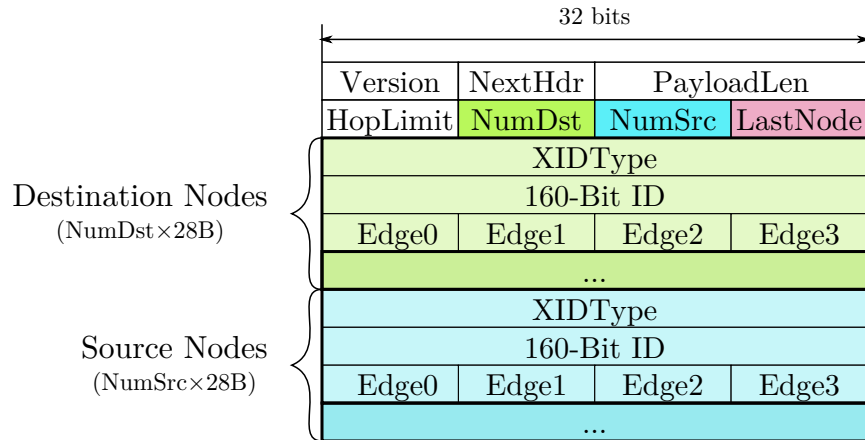 32 bits
Version NextHdr PayloadLen
HopLimit NumDst NumSrc LastNode
Destination Nodes
(NumDst×28B)
XIDType
160-Bit ID
Edge0 Edge1 Edge2 Edge3
...
Source Nodes
(NumSrc×28B)
XIDType
160-Bit ID
Edge0 Edge1 Edge2 Edge3
...